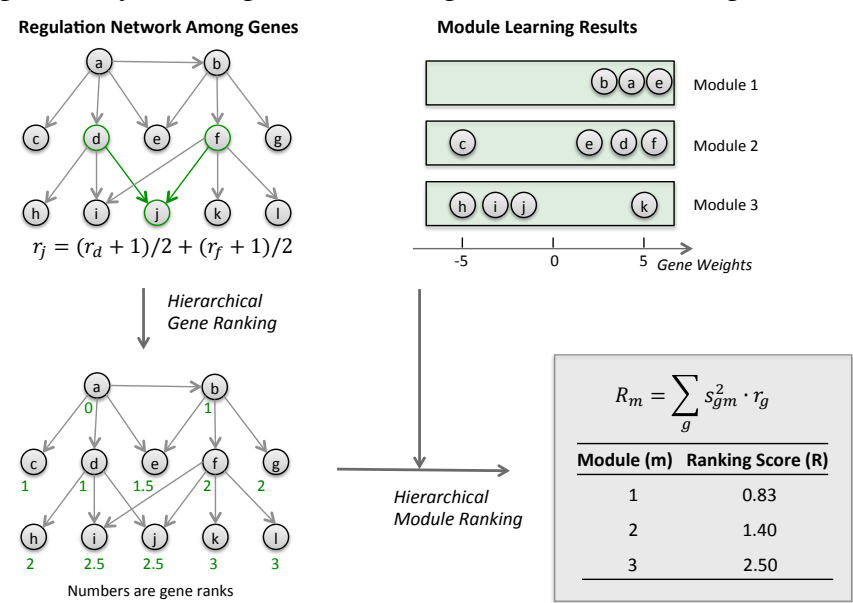 Regulation Network Among Genes
a b
c d e f g
h i j k l
r_j = (r_d + 1)/2 + (r_f + 1)/2
Module Learning Results
b a e Module 1
c e d f Module 2
h i j k Module 3
-5 0 5 Gene Weights
Hierarchical
Gene Ranking
a b
0 1
c d e f g
1 1 1.5 2 2
h i j k l
2 2.5 2.5 3 3
Numbers are gene ranks
Hierarchical
Module Ranking
R_m = ∑_g s_{gm}^2 · r_g
Module (m) Ranking Score (R)
1 0.83
2 1.40
3 2.50